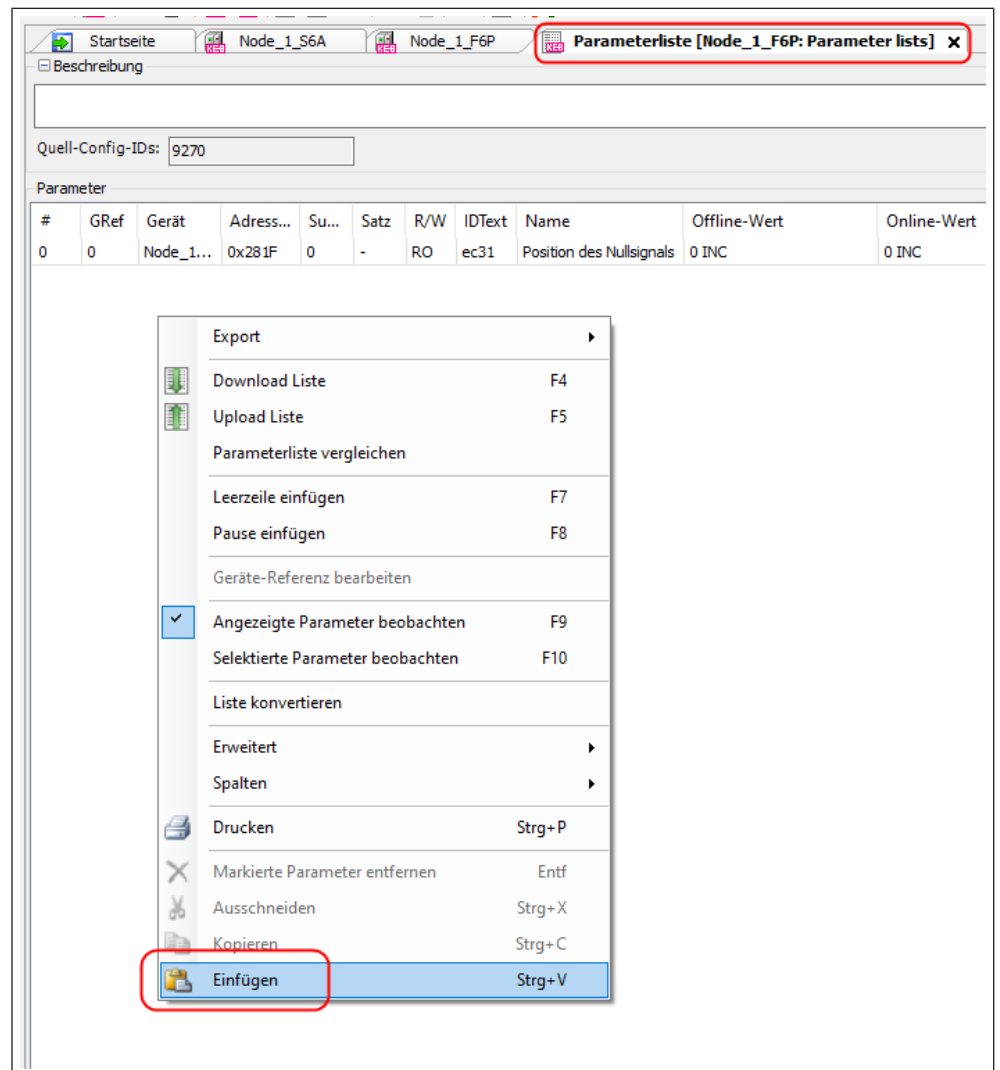 Startseite Node_1_S6A Node_1_F6P Parameterliste [Node_1_F6P: Parameter lists] x
Beschreibung
Quell-Config-IDs: 9270
Parameter
# GRef Gerät Adress... Su... Satz R/W IDText Name Offline-Wert Online-Wert
0 0 Node_1... 0x281F 0 - RO ec31 Position des Nullsignals 0 INC 0 INC
Export
Download Liste F4
Upload Liste F5
Parameterliste vergleichen
Leerzeile einfügen F7
Pause einfügen F8
Geräte-Referenz bearbeiten
Angezeigte Parameter beobachten F9
Selektierte Parameter beobachten F10
Liste konvertieren
Erweitert
Spalten
Drucken Strg+P
Markierte Parameter entfernen Entf
Ausschneiden Strg+X
Kopieren Strg+C
Einfügen Strg+V